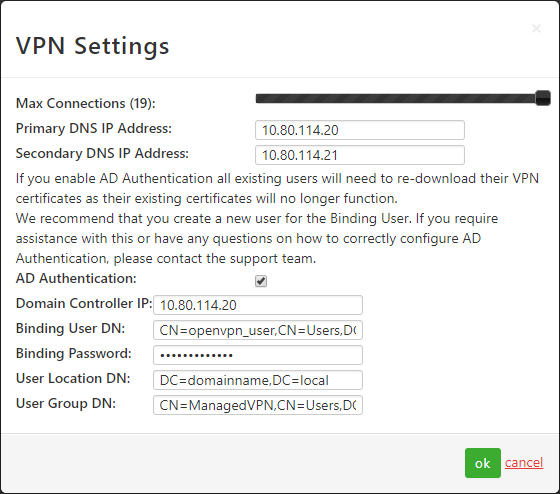 VPN Settings
×
Max Connections (19):
Primary DNS IP Address: 10.80.114.20
Secondary DNS IP Address: 10.80.114.21
If you enable AD Authentication all existing users will need to re-download their VPN
certificates as their existing certificates will no longer function.
We recommend that you create a new user for the Binding User. If you require
assistance with this or have any questions on how to correctly configure AD
Authentication, please contact the support team.
AD Authentication:
Domain Controller IP: 10.80.114.20
Binding User DN: CN=openvpn_user,CN=Users,DC
Binding Password: •••••••••••••
User Location DN: DC=domainname,DC=local
User Group DN: CN=ManagedVPN,CN=Users,DC
ok cancel